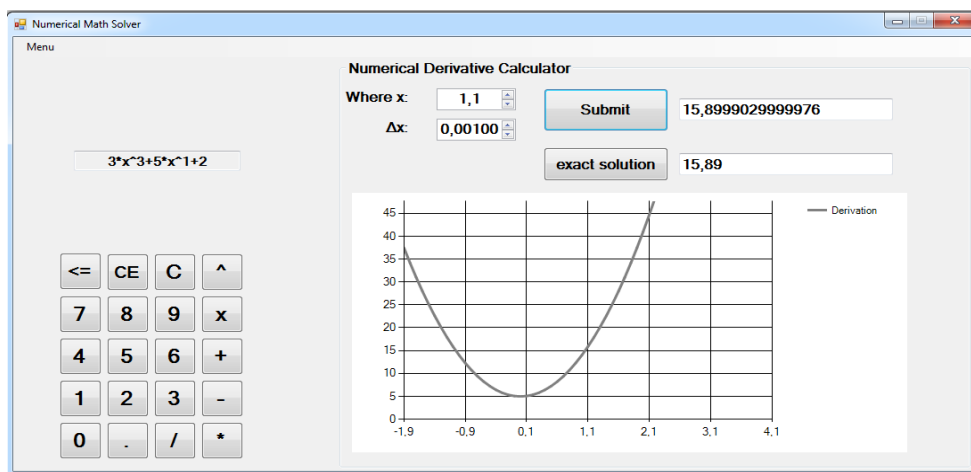 Numerical Math Solver
Menu
Numerical Derivative Calculator
Where x: 1,1 Submit 15,8999029999976
Δx: 0,00100
3*x^3+5*x^1+2
exact solution 15,89
Derivation
45
40
35
30
25
20
15
10
5
0
-1,9 -0,9 0,1 1,1 2,1 3,1 4,1
<= CE C ^
7 8 9 x
4 5 6 +
1 2 3 -
0 . / *